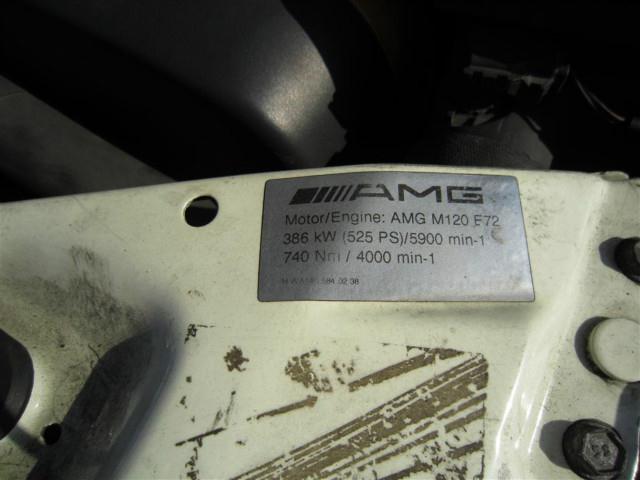 AMG
Motor/Engine: AMG M120 E72
386 kW (525 PS)/5900 min-1
740 Nm / 4000 min-1